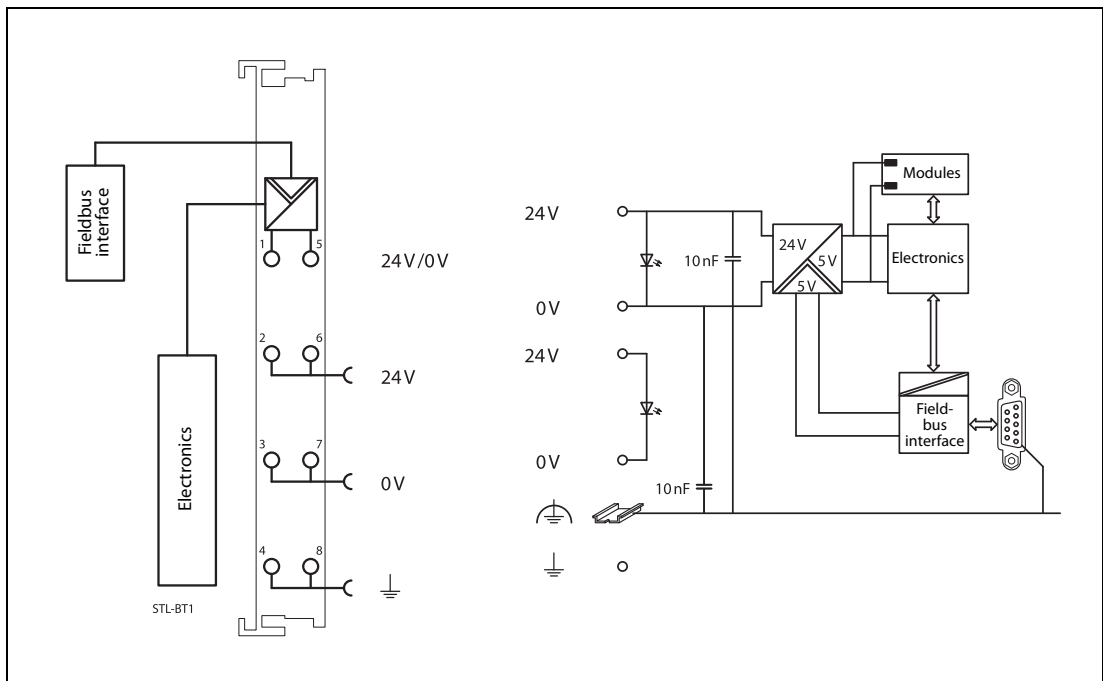 Fieldbus
interface
1
5
24V/0V
2
6
24V
3
7
0V
4
8
Electronics
STL-BT1
24V
0V
24V
0V
10nF
10nF
24V
5V
5V
Modules
Electronics
Field-
bus
interface